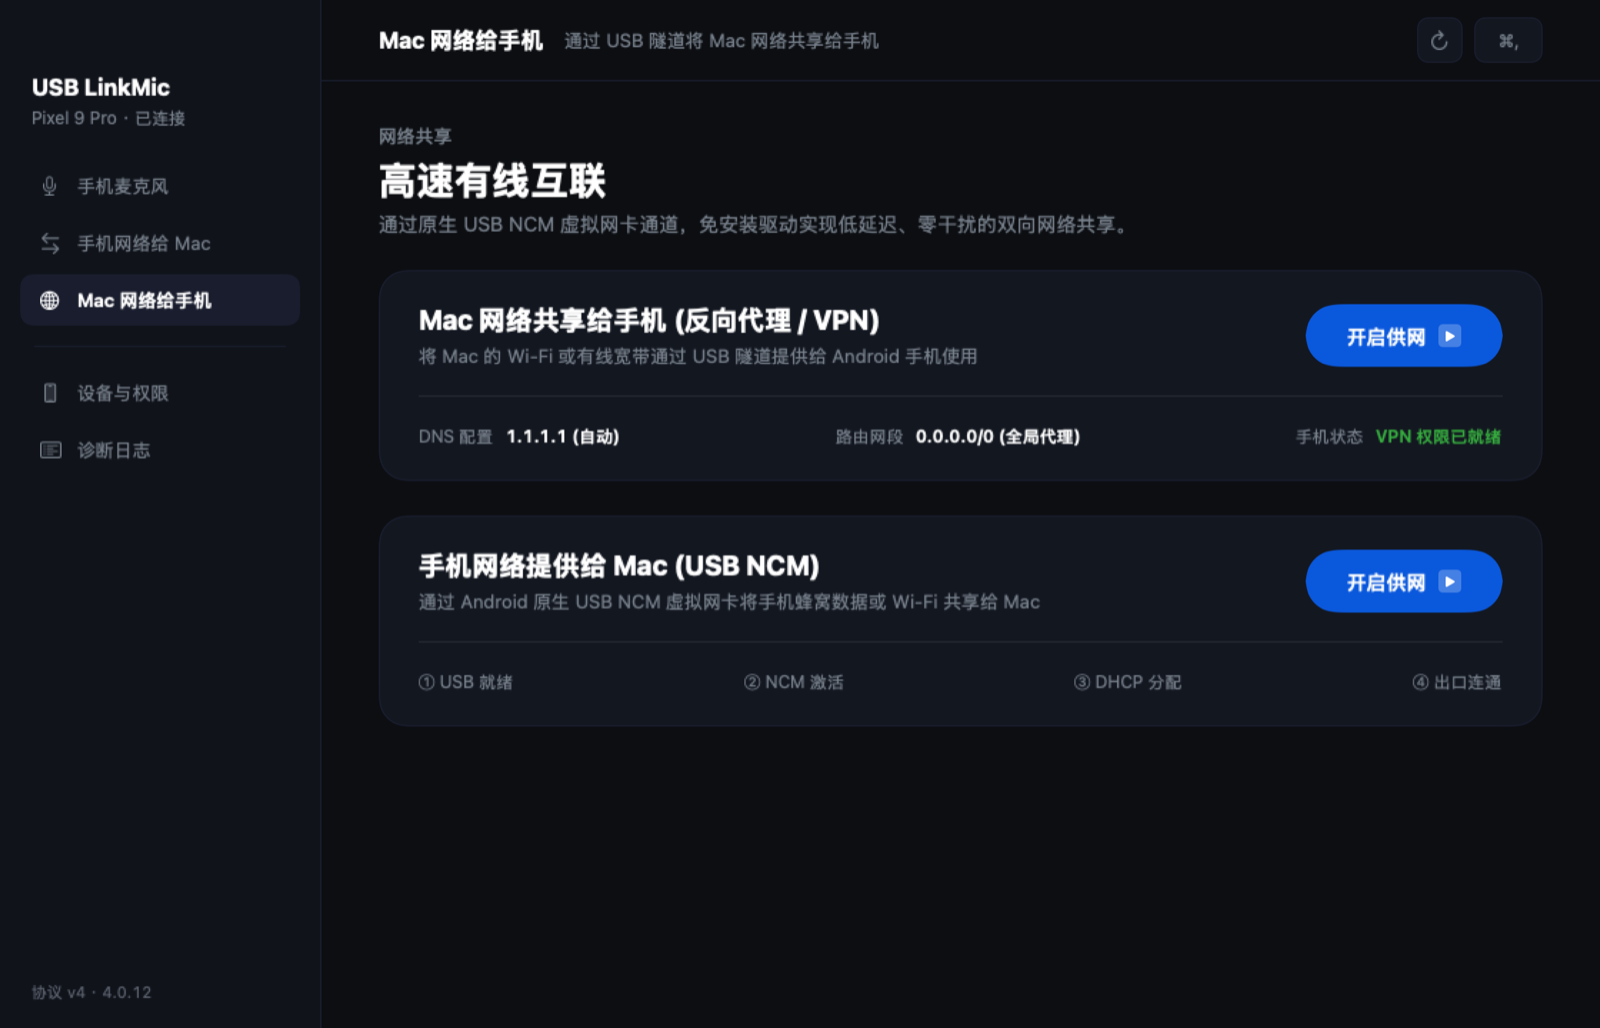 USB LinkMic
Pixel 9 Pro · 已连接
手机麦克风
手机网络给 Mac
Mac 网络给手机
设备与权限
诊断日志
协议 v4 · 4.0.12
Mac 网络给手机 通过 USB 隧道将 Mac 网络共享给手机
⌘,
网络共享
高速有线互联
通过原生 USB NCM 虚拟网卡通道，免安装驱动实现低延迟、零干扰的双向网络共享。
Mac 网络共享给手机 (反向代理 / VPN)
将 Mac 的 Wi-Fi 或有线宽带通过 USB 隧道提供给 Android 手机使用
开启供网 ▶
DNS 配置 1.1.1.1 (自动) 路由网段 0.0.0.0/0 (全局代理) 手机状态 VPN 权限已就绪
手机网络提供给 Mac (USB NCM)
通过 Android 原生 USB NCM 虚拟网卡将手机蜂窝数据或 Wi-Fi 共享给 Mac
开启供网 ▶
① USB 就绪 ② NCM 激活 ③ DHCP 分配 ④ 出口连通